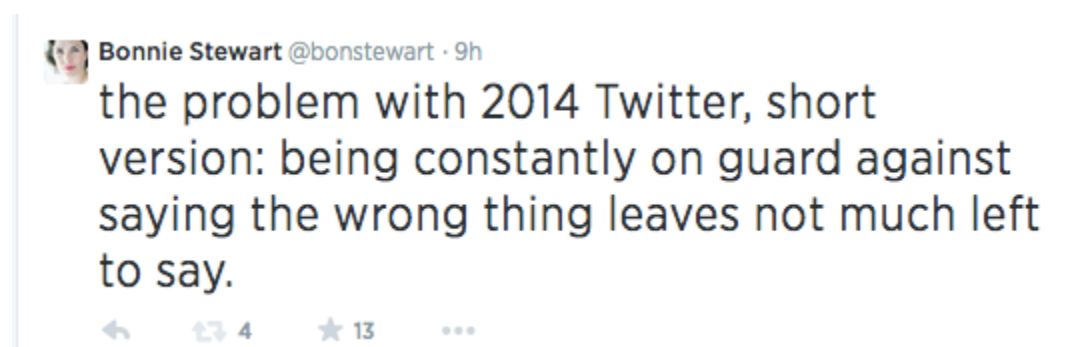 Bonnie Stewart @bonstewart · 9h
the problem with 2014 Twitter, short
version: being constantly on guard against
saying the wrong thing leaves not much left
to say.
4 13